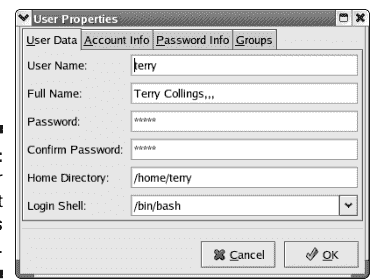 User Properties
User Data Account Info Password Info Groups
User Name: terry
Full Name: Terry Collings,,,
Password: *****
Confirm Password: *****
Home Directory: /home/terry
Login Shell: /bin/bash
Cancel OK